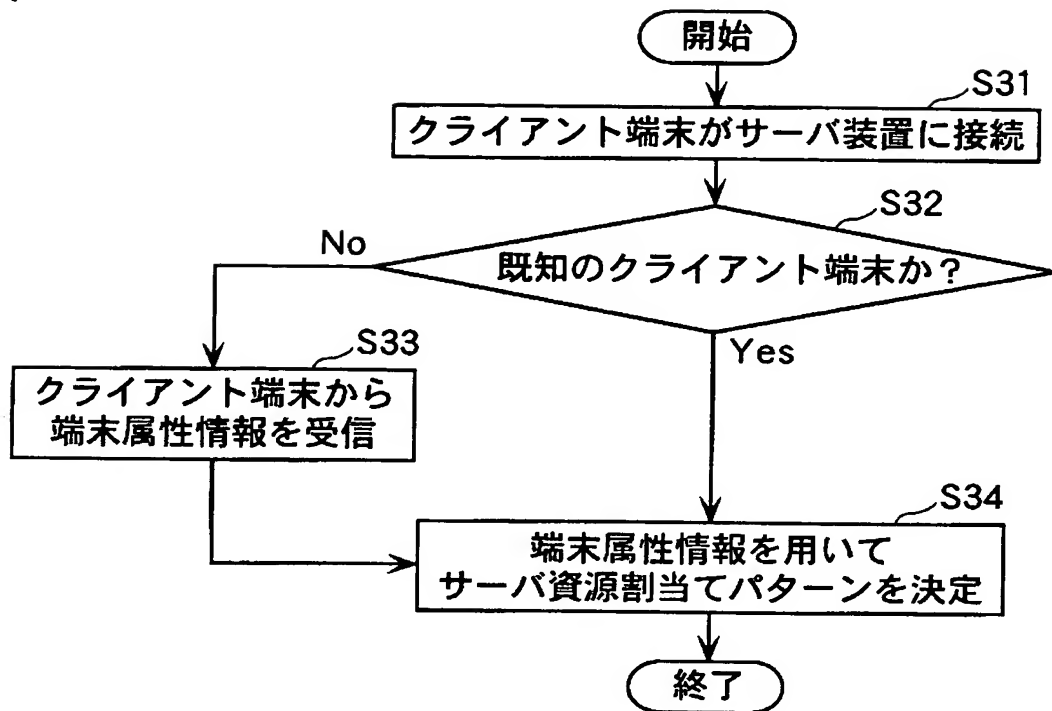 開始
S31
クライアント端末がサーバ装置に接続
S32
No
既知のクライアント端末か？
Yes
S33
クライアント端末から
端末属性情報を受信
S34
端末属性情報を用いて
サーバ資源割当てパターンを決定
終了